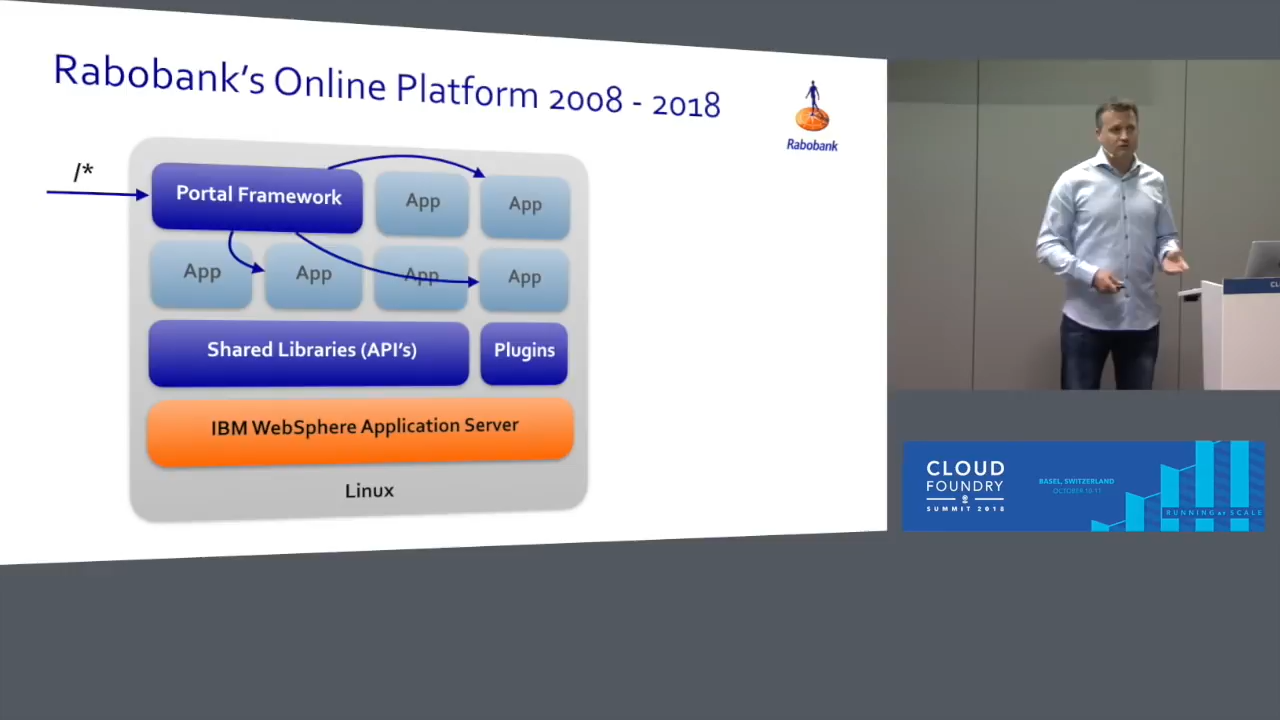 Rabobank's Online Platform 2008 - 2018
Rabobank
/*
Portal Framework
App
App
App
App
App
App
Shared Libraries (API's)
Plugins
IBM WebSphere Application Server
Linux
CLOUD
FOUNDRY
SUMMIT 2018
BASEL, SWITZERLAND
OCTOBER 10-11
RUNNING AT SCALE
CL